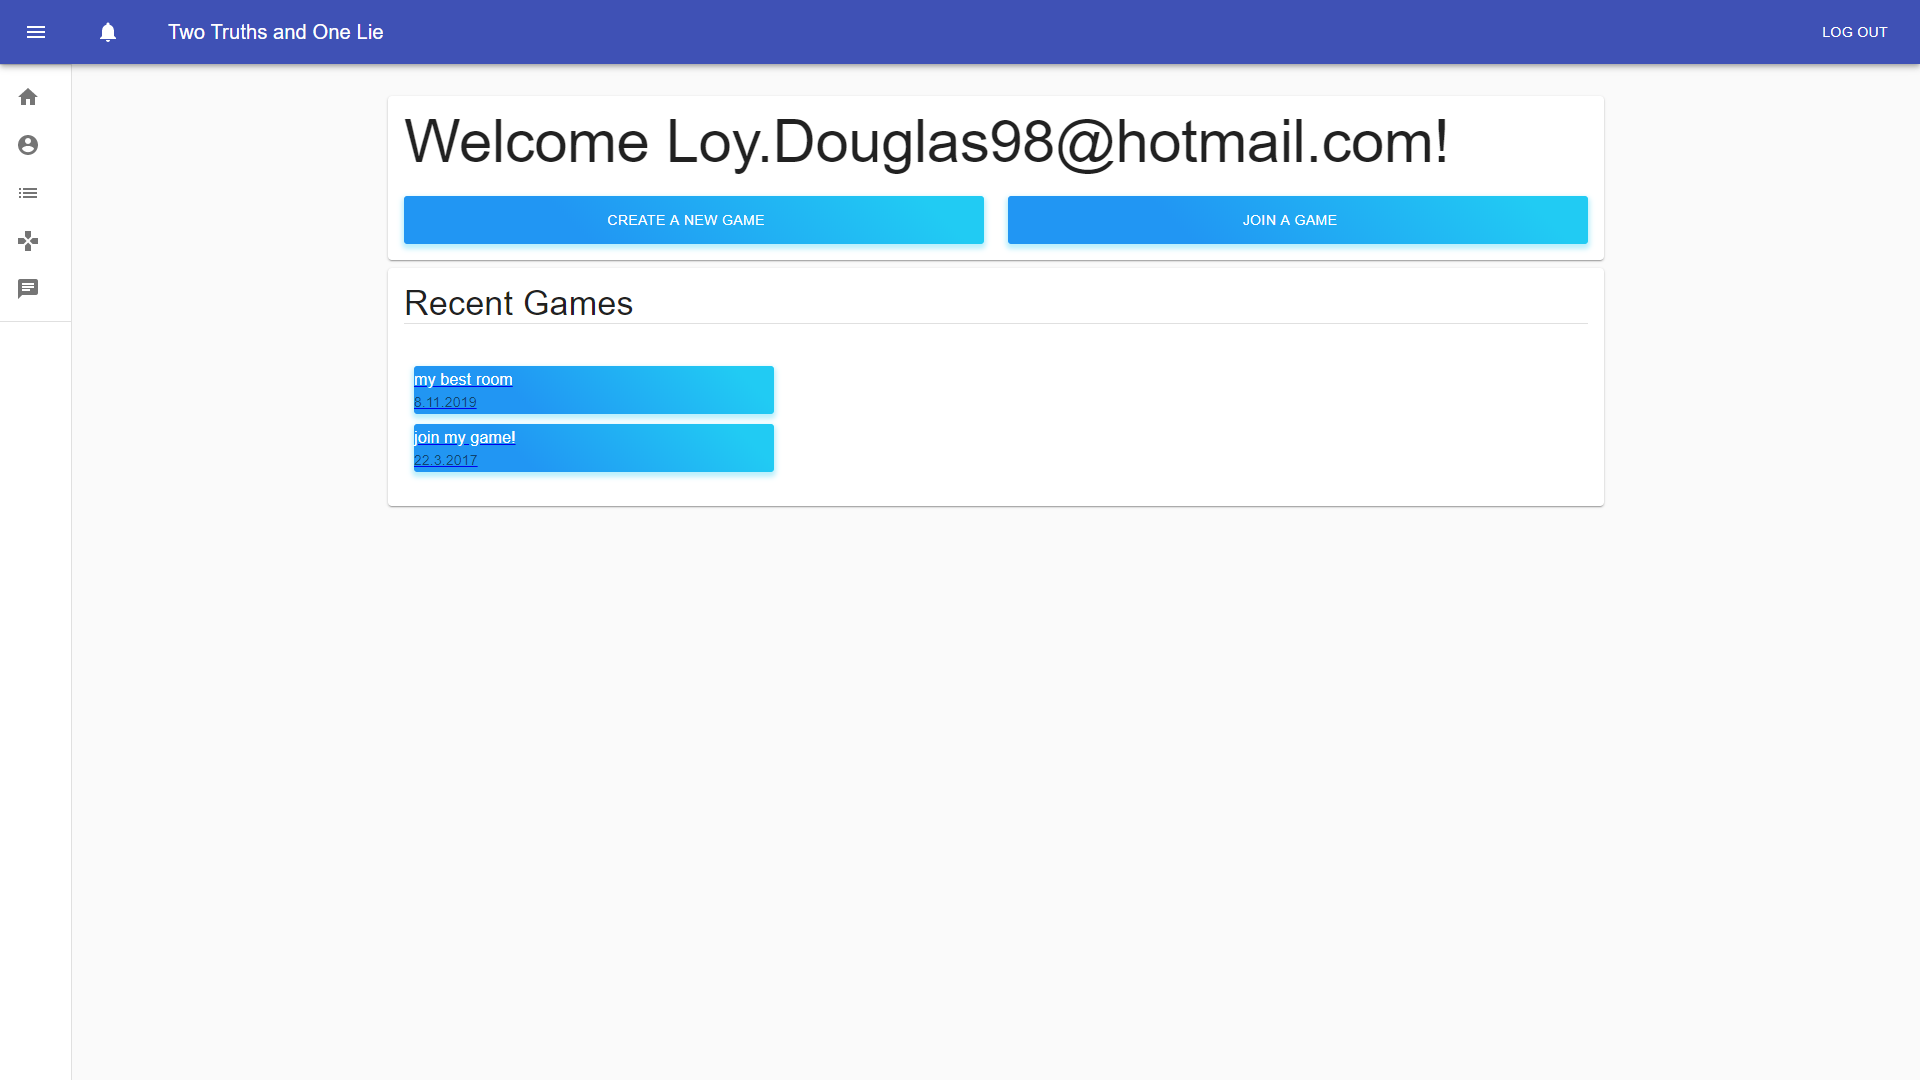 Two Truths and One Lie
LOG OUT
Welcome Loy.Douglas98@hotmail.com!
CREATE A NEW GAME
JOIN A GAME
Recent Games
my best room
8.11.2019
join my game!
22.3.2017